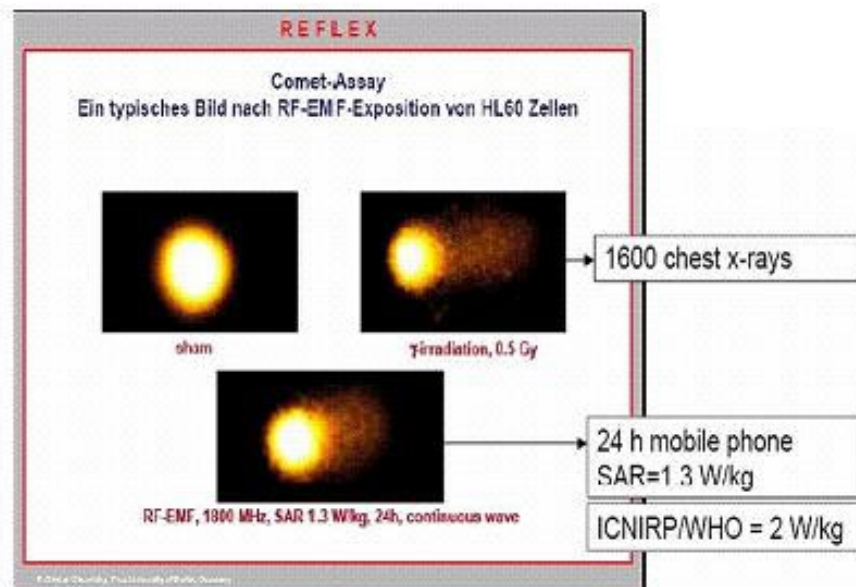 REFLEX
Comet-Assay
Ein typisches Bild nach RF-EMF-Exposition von HL60 Zellen
sham
γ-irradiation, 0.5 Gy
1600 chest x-rays
RF-EMF, 1800 MHz, SAR 1.3 W/kg, 24h, continuous wave
24 h mobile phone
SAR=1.3 W/kg
ICNIRP/WHO = 2 W/kg